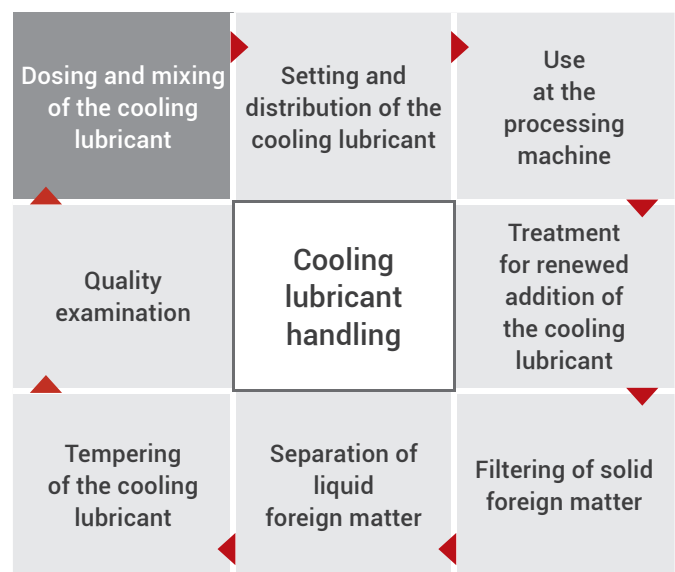 Dosing and mixing
of the cooling
lubricant
Setting and
distribution of the
cooling lubricant
Use
at the
processing
machine
Quality
examination
Cooling
lubricant
handling
Treatment
for renewed
addition of
the cooling
lubricant
Tempering
of the cooling
lubricant
Separation of
liquid
foreign matter
Filtering of solid
foreign matter